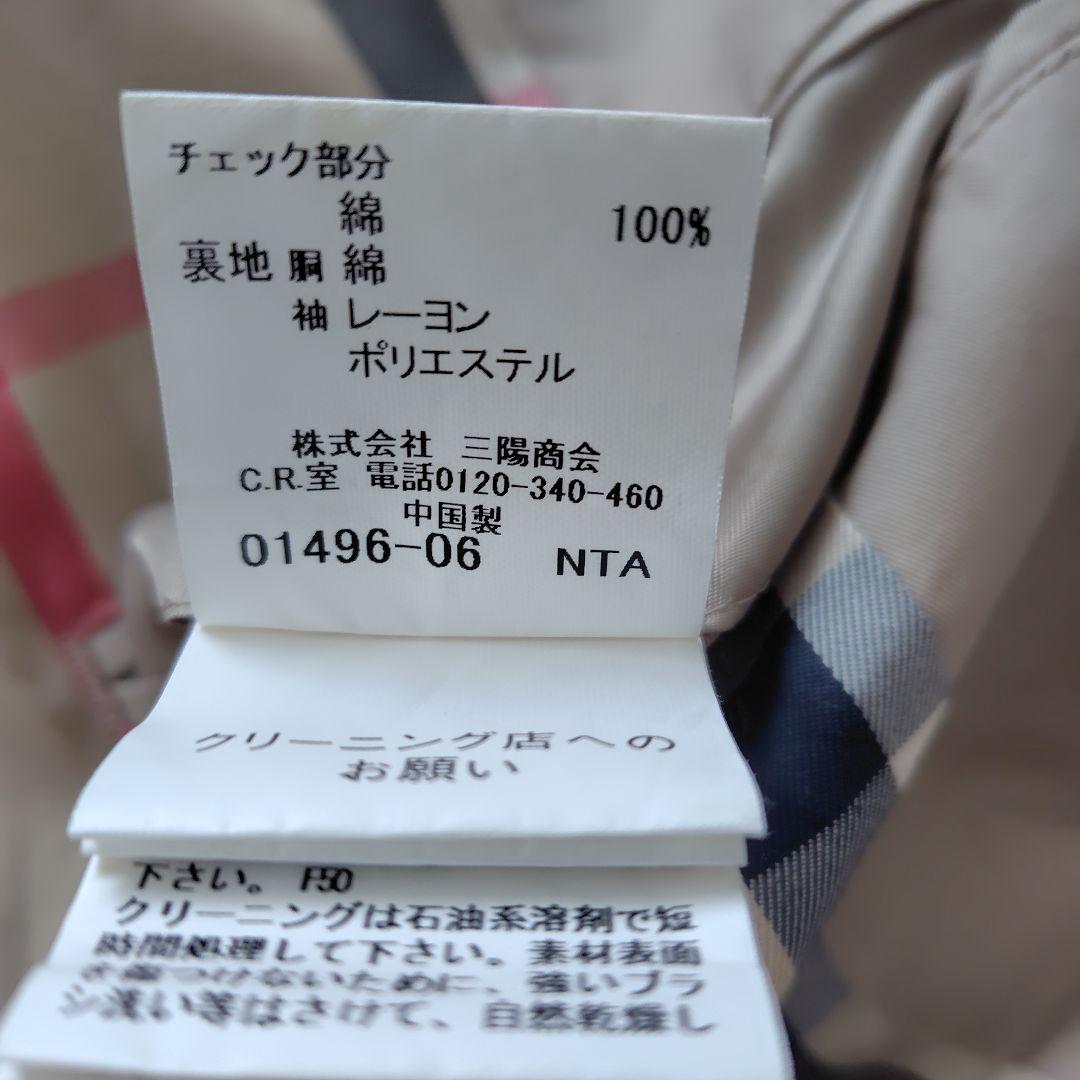 チェック部分
綿 100%
裏地 胴 綿
袖 レーヨン
ポリエステル
株式会社 三陽商会
C.R.室 電話0120-340-460
中国製
01496-06 NTA
クリーニング店への
お願い
下さい。 P50
クリーニングは石油系溶剤で短
時間処理して下さい。素材表面
を傷つけないために、強いブラ
シ洗い等はさけて、自然乾燥し